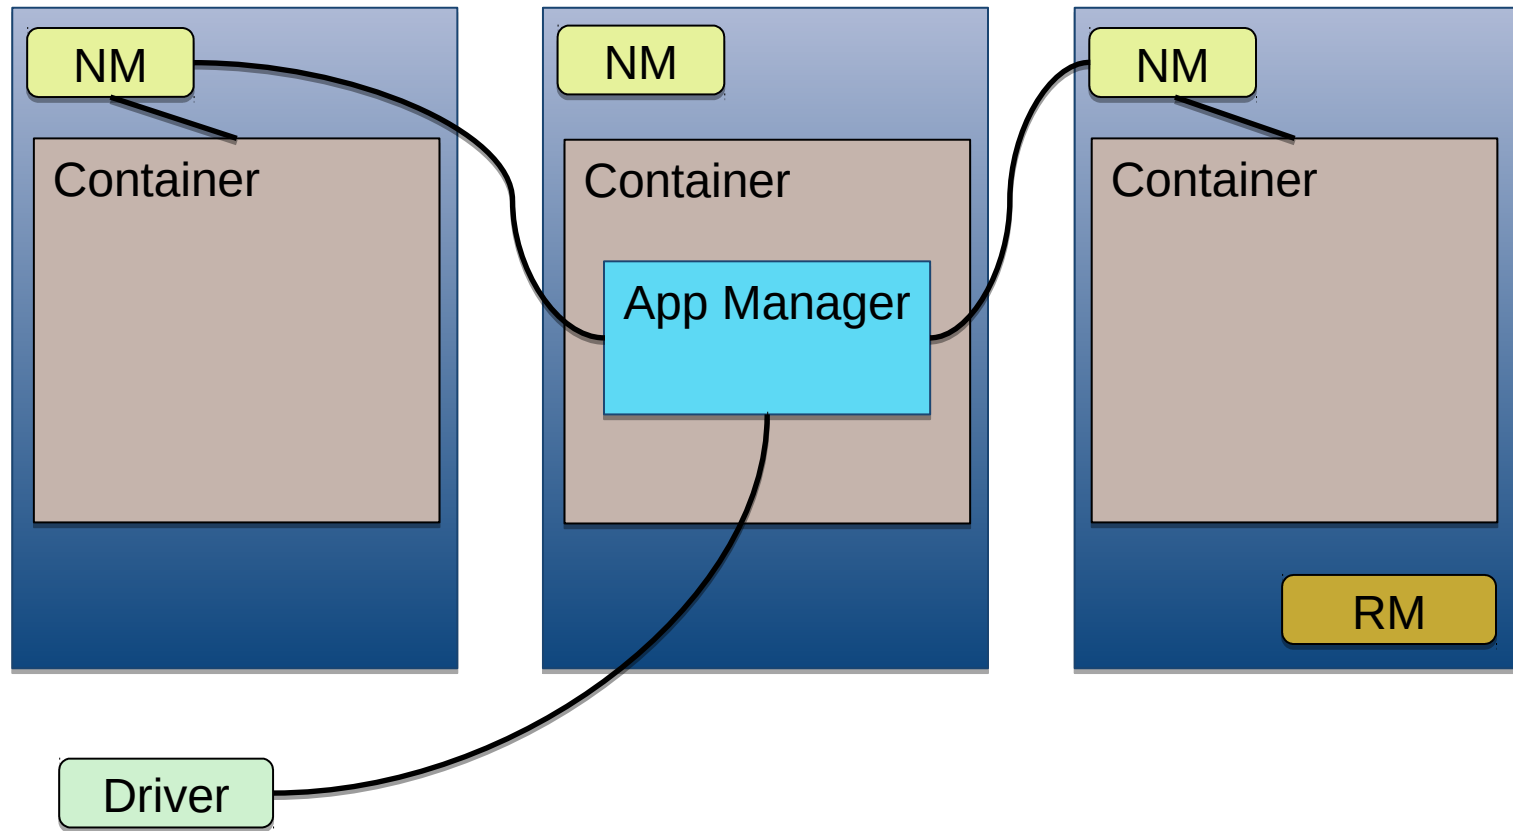 NM
NM
NM
Container
Container
Container
App Manager
RM
Driver